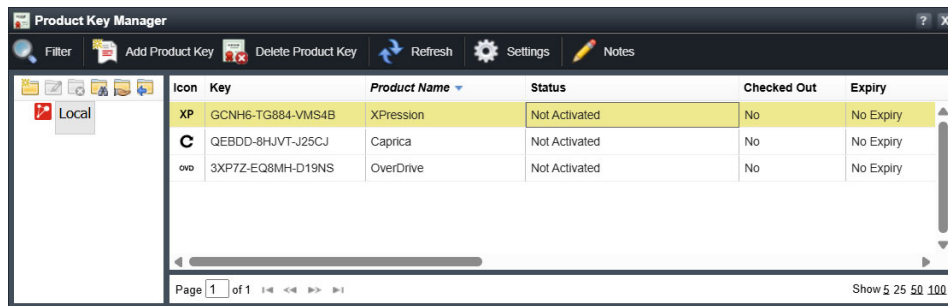 Product Key Manager ? X
Filter Add Product Key Delete Product Key Refresh Settings Notes
Icon Key Product Name Status Checked Out Expiry
Local
XP GCNH6-TG884-VMS4B XPression Not Activated No No Expiry
C QEBDD-8HJVT-J25CJ Caprica Not Activated No No Expiry
OVD 3XP7Z-EQ8MH-D19NS OverDrive Not Activated No No Expiry
Page 1 of 1 Show 5 25 50 100